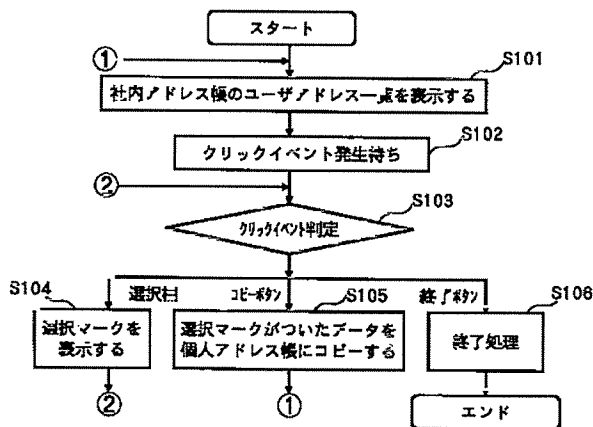 スタート
①
S101
社内アドレス帳のユーザアドレス一点を表示する
S102
クリックイベント発生待ち
②
S103
クリックイベント判定
S104
選択
コピーボタン
S105
終了ボタン
S106
選択マークを
表示する
選択マークがついたデータを
個人アドレス帳にコピーする
終了処理
②
①
エンド